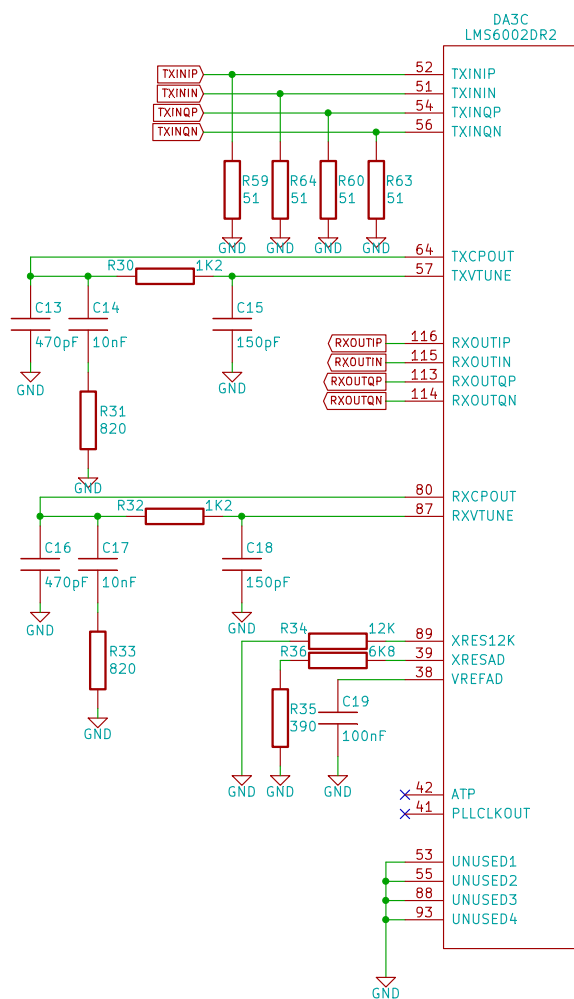 DA3C
LMS6002DR2
TXINIP 52 TXINIP
TXININ 51 TXININ
TXINQP 54 TXINQP
TXINQN 56 TXINQN
R59 R64 R60 R63
51 51 51 51
GND GND GND GND
64 TXCPOUT
R30 1K2 57 TXVTUNE
C13 C14 C15
470pF 10nF 150pF
RXOUTIP 116 RXOUTIP
RXOUTIN 115 RXOUTIN
RXOUTQP 113 RXOUTQP
RXOUTQN 114 RXOUTQN
GND GND
R31
820
GND
80 RXCPOUT
R32 1K2 87 RXVTUNE
C16 C17 C18
470pF 10nF 150pF
GND GND
R34 12K 89 XRES12K
R36 6K8 39 XRESAD
38 VREFAD
R33
820
R35 C19
390 100nF
GND
GND GND GND
42 ATP
41 PLLCLKOUT
53 UNUSED1
55 UNUSED2
88 UNUSED3
93 UNUSED4
GND